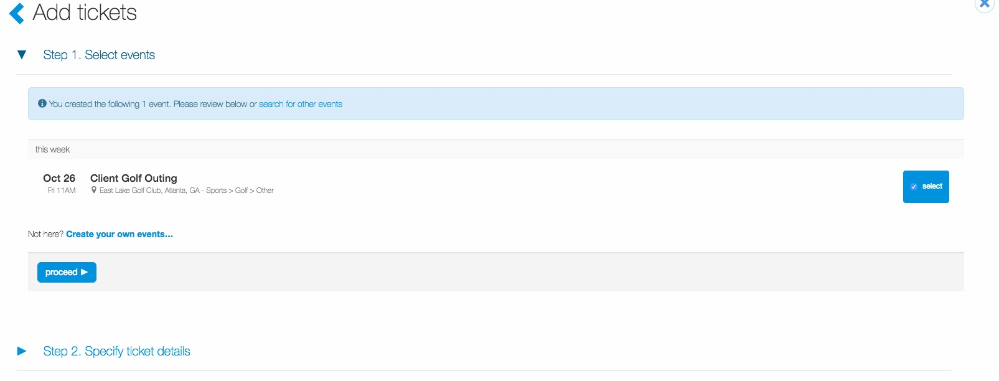 Add tickets
Step 1. Select events
You created the following 1 event. Please review below or search for other events
this week
Oct 26 Client Golf Outing
Fri 11AM East Lake Golf Club, Atlanta, GA - Sports > Golf > Other
select
Not here? Create your own events...
proceed
Step 2. Specify ticket details